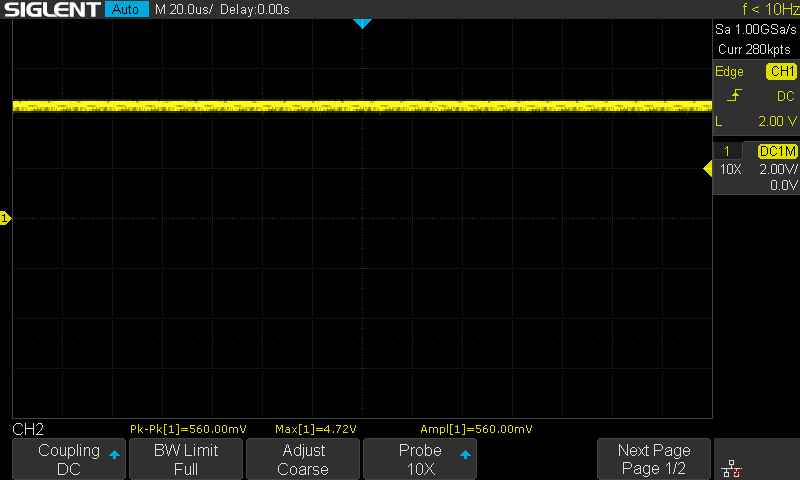 SIGLENT Auto M 20.0us/ Delay:0.00s f < 10Hz
Sa 1.00GSa/s
Curr 280kpts
Edge CH1
DC
L 2.00 V
1 DC1M
10X 2.00V/
0.0V
1
CH2 Pk-Pk[1]=560.00mV Max[1]=4.72V Ampl[1]=560.00mV
Coupling BW Limit Adjust Probe Next Page
DC Full Coarse 10X Page 1/2